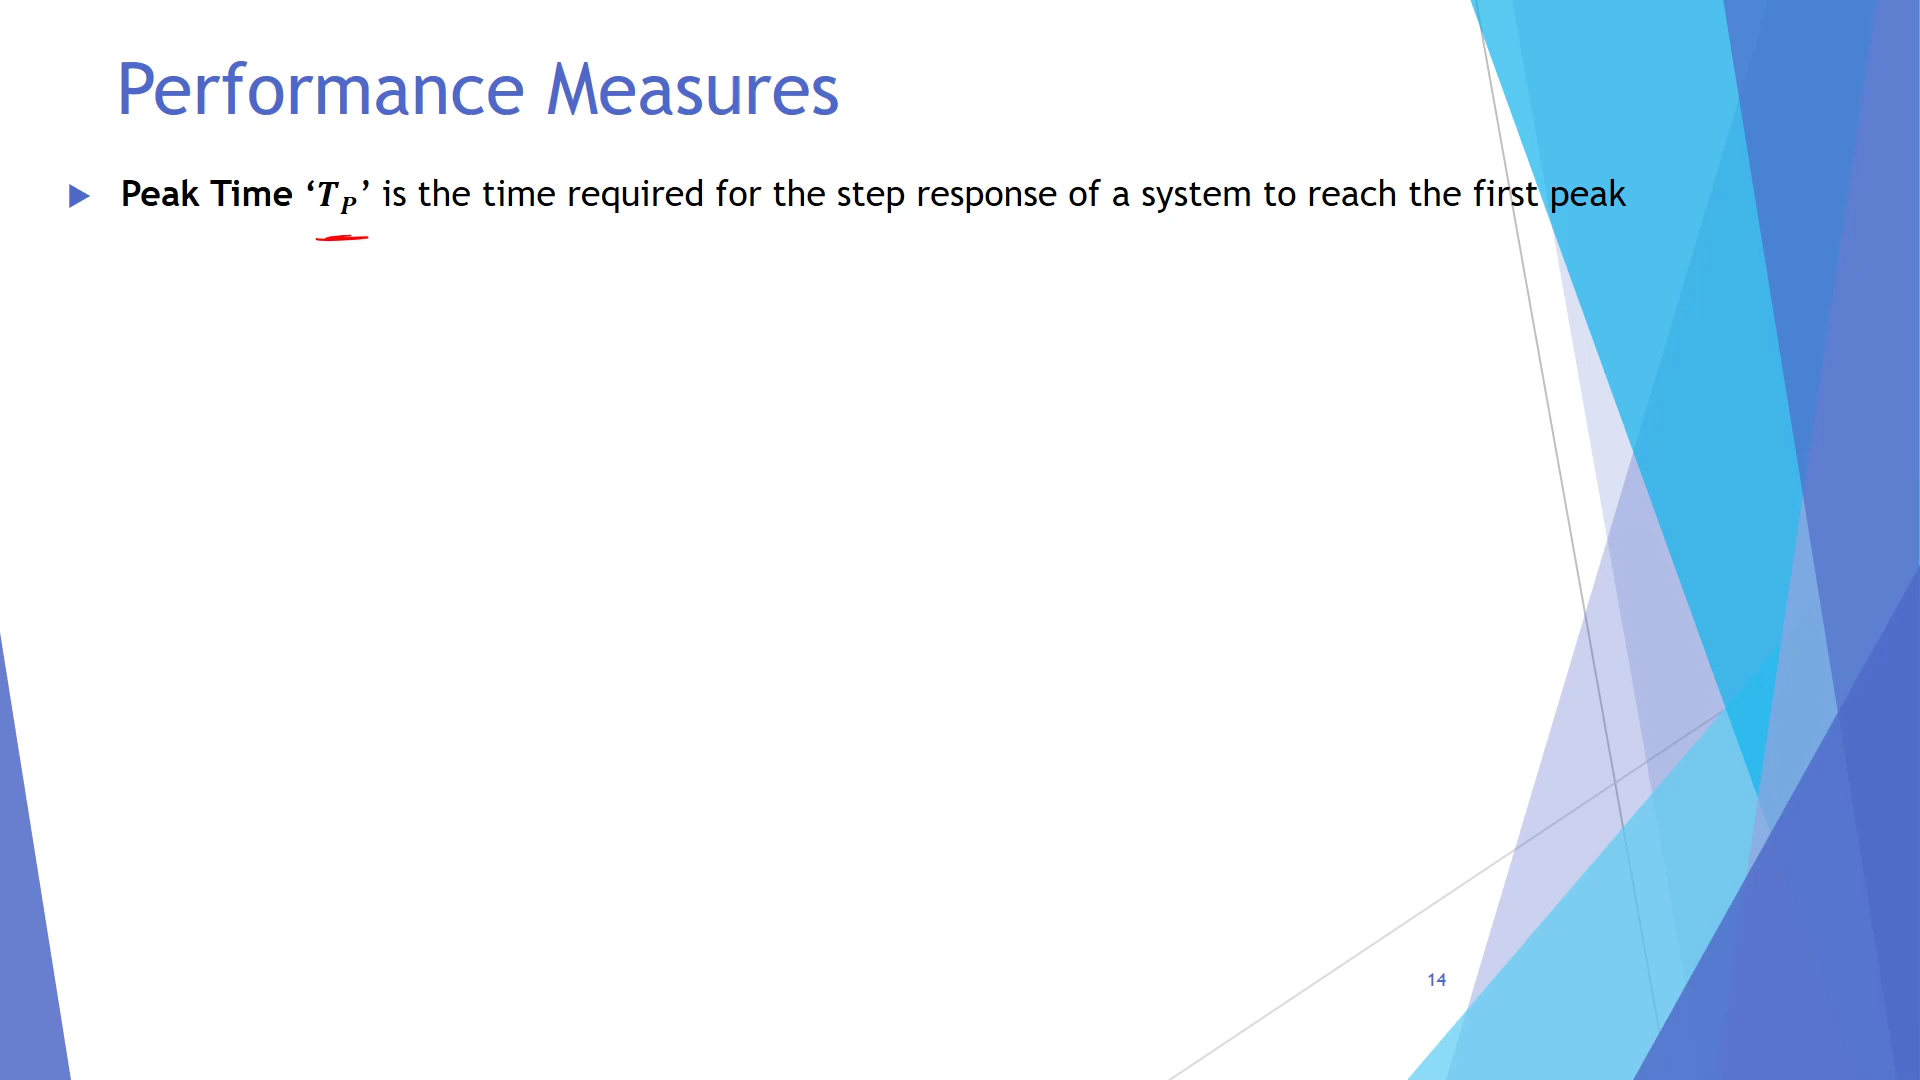 Performance Measures
Peak Time ‘T_P’ is the time required for the step response of a system to reach the first peak
14